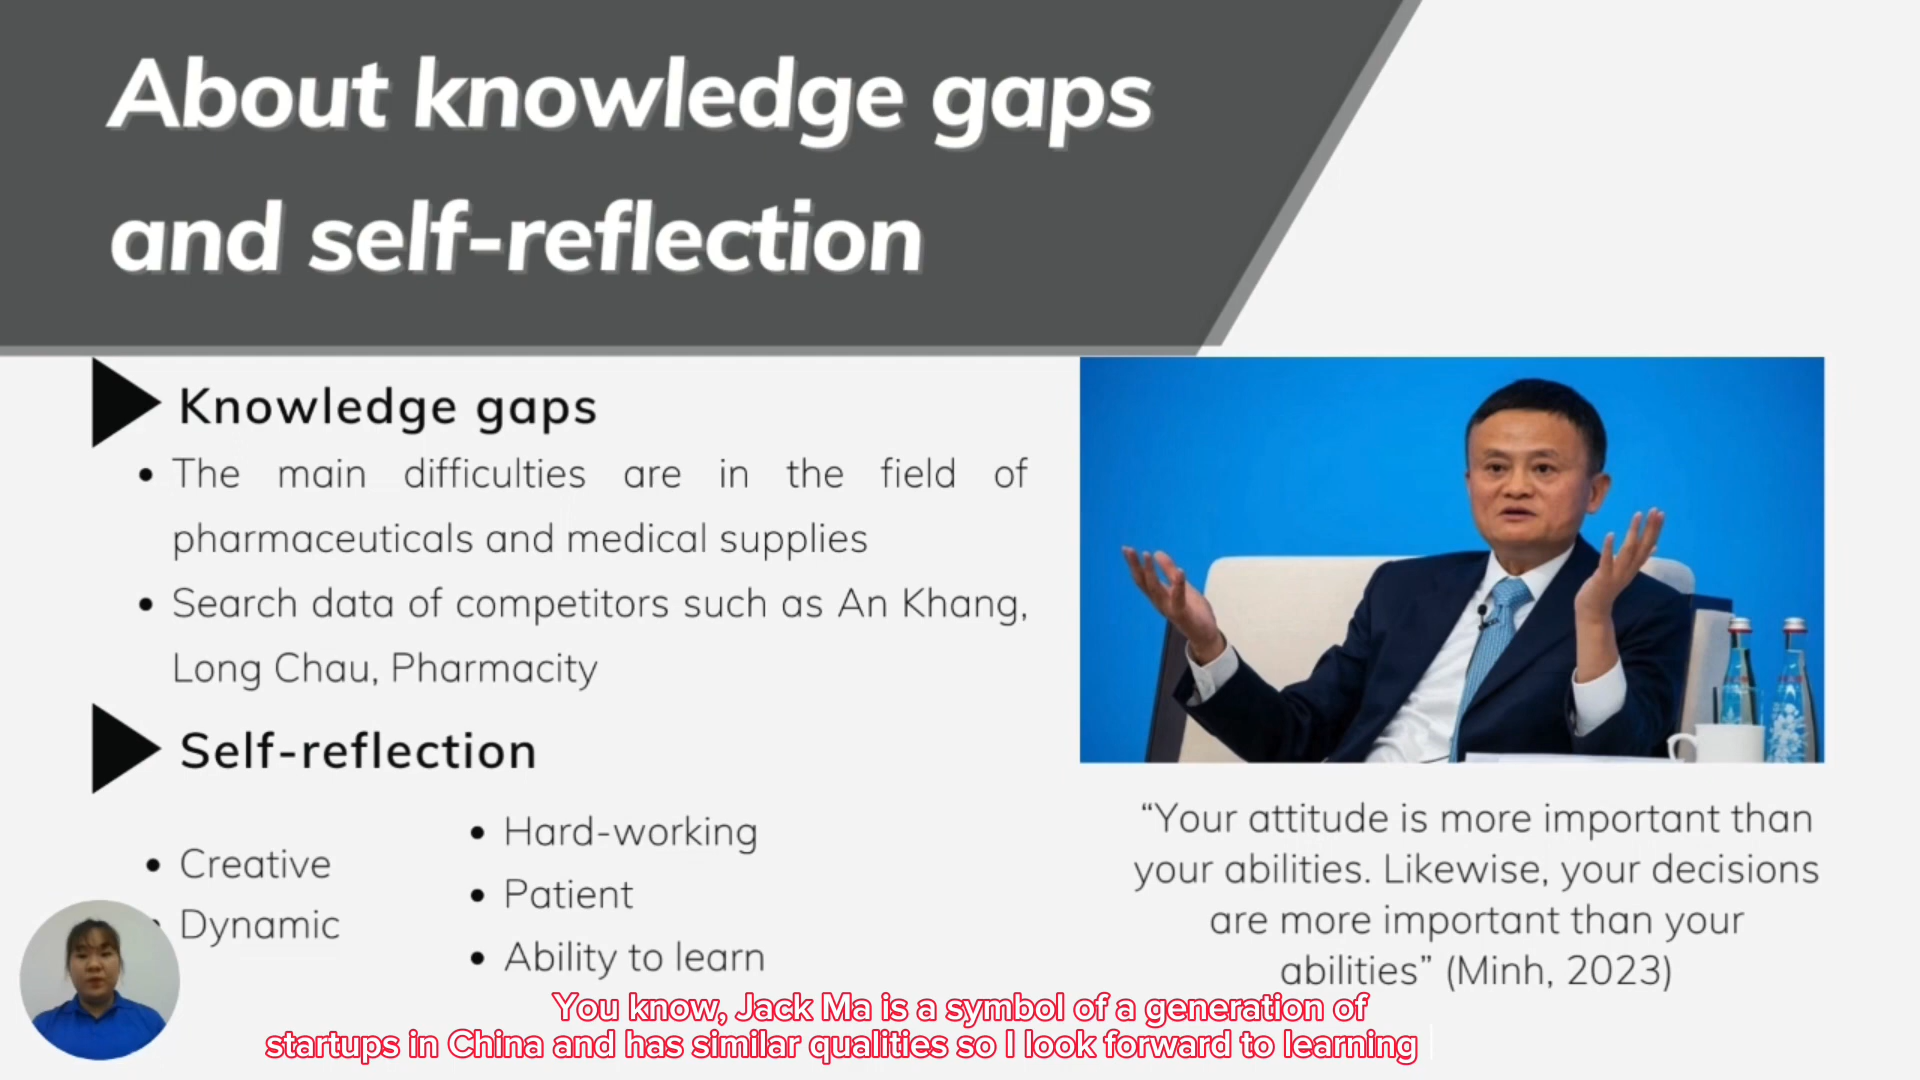 About knowledge gaps
and self-reflection
Knowledge gaps
• The main difficulties are in the field of
pharmaceuticals and medical supplies
• Search data of competitors such as An Khang,
Long Chau, Pharmacity
Self-reflection
• Creative
• Dynamic
• Hard-working
• Patient
• Ability to learn
“Your attitude is more important than
your abilities. Likewise, your decisions
are more important than your
abilities” (Minh, 2023)
You know, Jack Ma is a symbol of a generation of
startups in China and has similar qualities so I look forward to learning